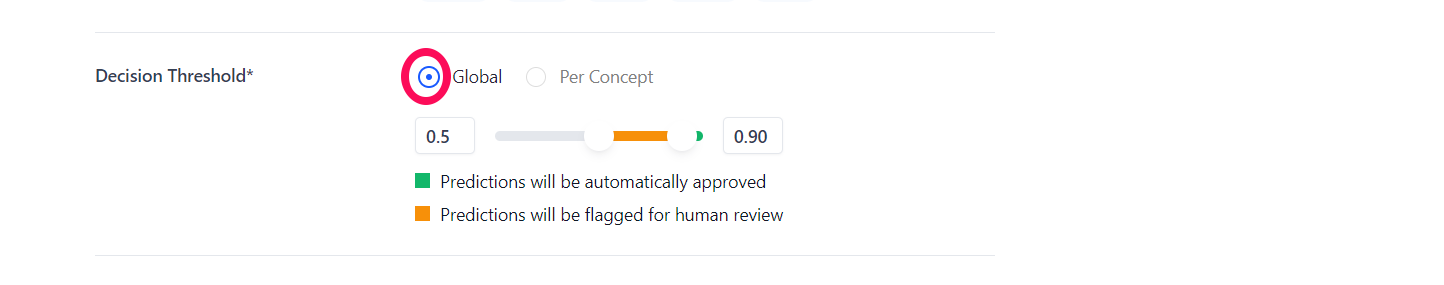 Decision Threshold* Global Per Concept
0.5 0.90
Predictions will be automatically approved
Predictions will be flagged for human review